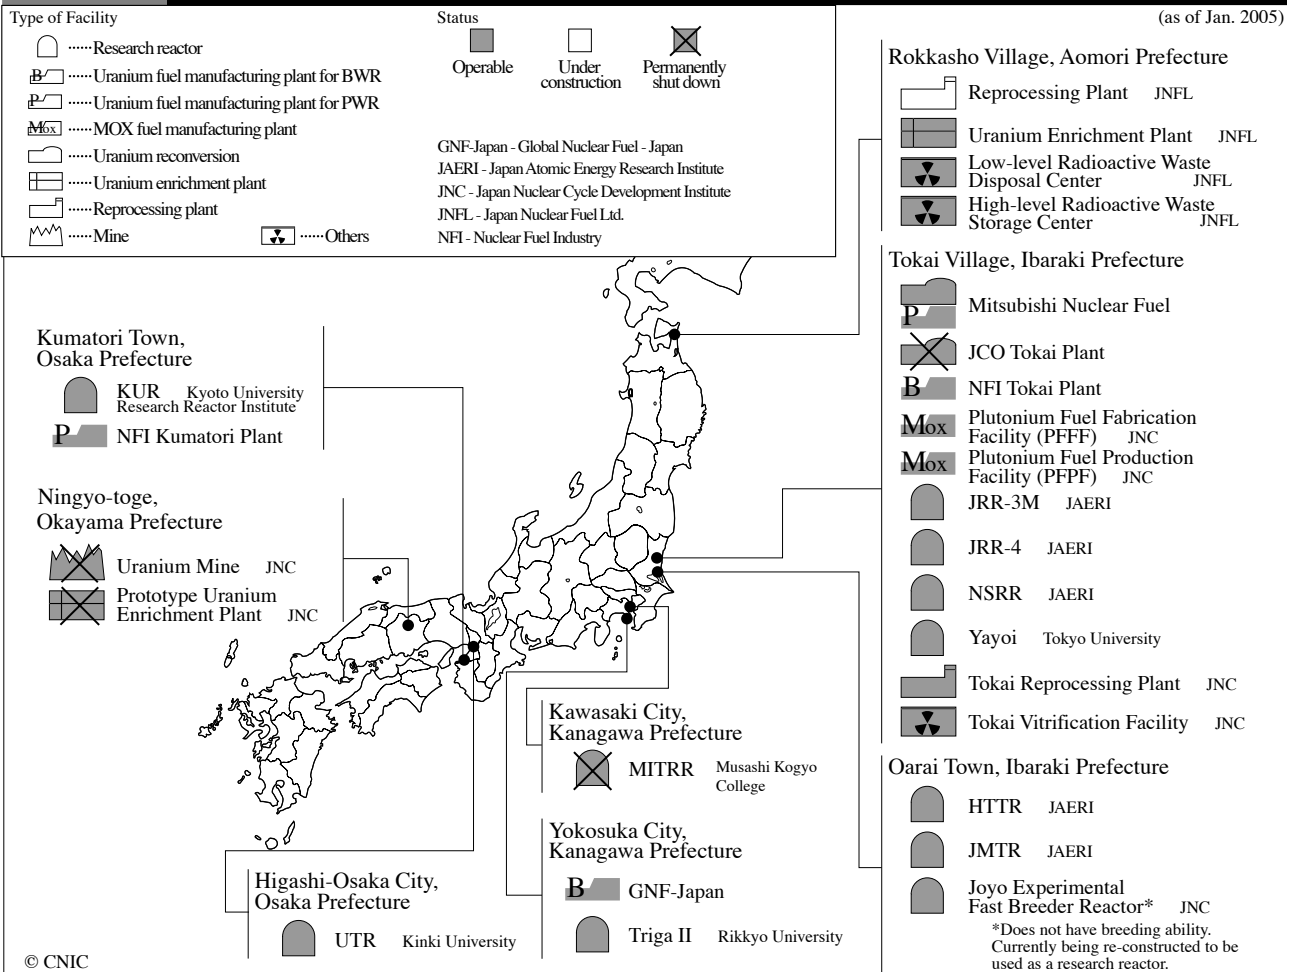 Type of Facility
······Research reactor
B ······Uranium fuel manufacturing plant for BWR
P ······Uranium fuel manufacturing plant for PWR
Mox ······MOX fuel manufacturing plant
······Uranium reconversion
······Uranium enrichment plant
······Reprocessing plant
······Mine
······Others
Status
Operable
Under
construction
Permanently
shut down
GNF-Japan - Global Nuclear Fuel - Japan
JAERI - Japan Atomic Energy Research Institute
JNC - Japan Nuclear Cycle Development Institute
JNFL - Japan Nuclear Fuel Ltd.
NFI - Nuclear Fuel Industry
(as of Jan. 2005)
Rokkasho Village, Aomori Prefecture
Reprocessing Plant JNFL
Uranium Enrichment Plant JNFL
Low-level Radioactive Waste
Disposal Center JNFL
High-level Radioactive Waste
Storage Center JNFL
Tokai Village, Ibaraki Prefecture
P Mitsubishi Nuclear Fuel
JCO Tokai Plant
B NFI Tokai Plant
Mox Plutonium Fuel Fabrication
Facility (PFFF) JNC
Mox Plutonium Fuel Production
Facility (PFPF) JNC
JRR-3M JAERI
JRR-4 JAERI
NSRR JAERI
Yayoi Tokyo University
Tokai Reprocessing Plant JNC
Tokai Vitrification Facility JNC
Oarai Town, Ibaraki Prefecture
HTTR JAERI
JMTR JAERI
Joyo Experimental
Fast Breeder Reactor* JNC
*Does not have breeding ability.
Currently being re-constructed to be
used as a research reactor.
Kumatori Town,
Osaka Prefecture
KUR Kyoto University
Research Reactor Institute
P NFI Kumatori Plant
Ningyo-toge,
Okayama Prefecture
Uranium Mine JNC
Prototype Uranium
Enrichment Plant JNC
Kawasaki City,
Kanagawa Prefecture
MITRR Musashi Kogyo
College
Yokosuka City,
Kanagawa Prefecture
B GNF-Japan
Triga II Rikkyo University
Higashi-Osaka City,
Osaka Prefecture
UTR Kinki University
© CNIC